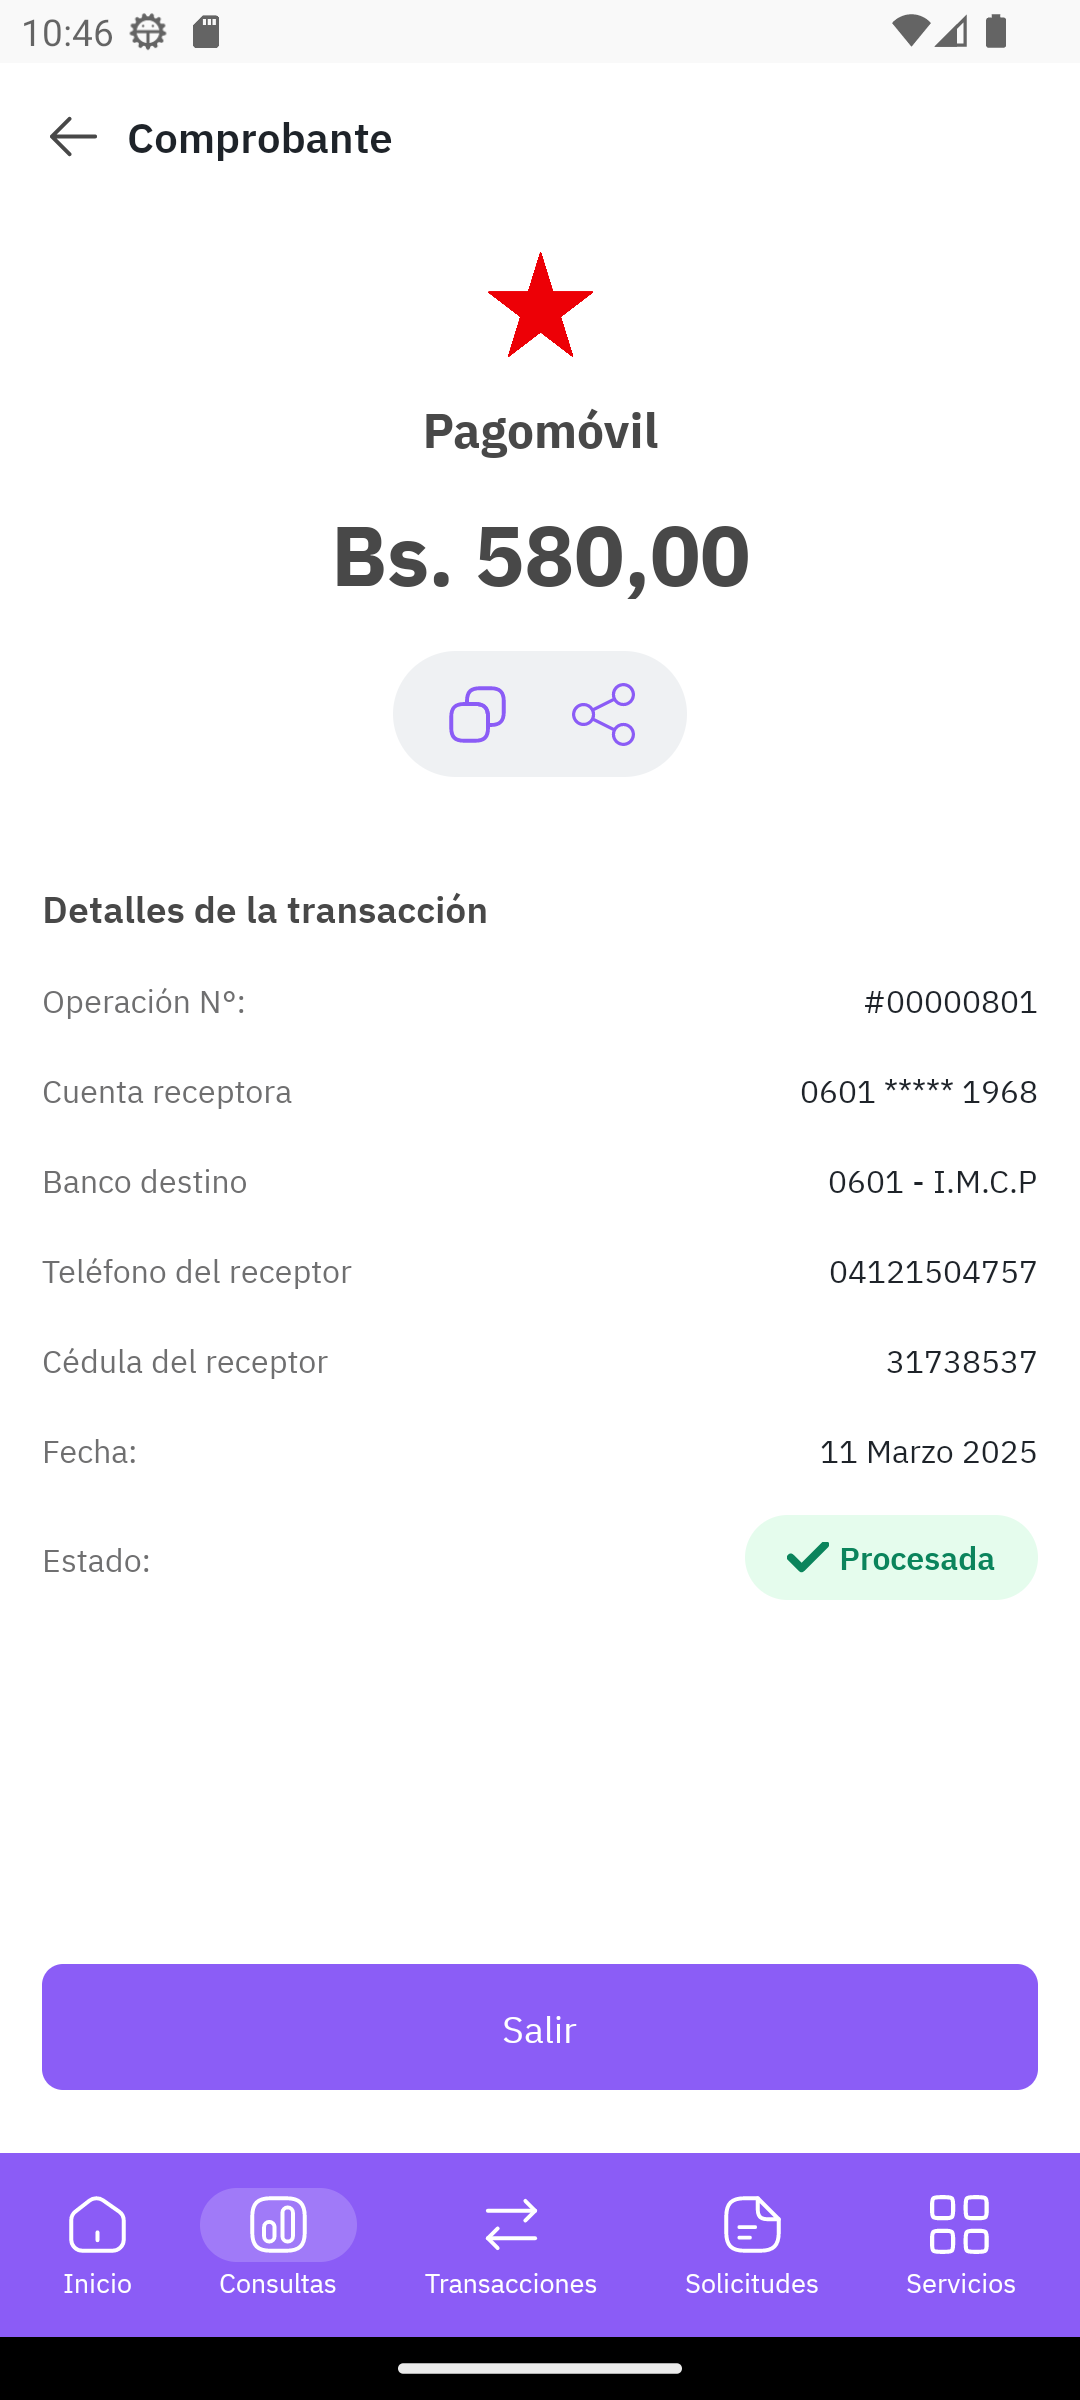 10:46
Comprobante
Pagomóvil
Bs. 580,00
Detalles de la transacción
Operación N°: #00000801
Cuenta receptora 0601 ***** 1968
Banco destino 0601 - I.M.C.P
Teléfono del receptor 04121504757
Cédula del receptor 31738537
Fecha: 11 Marzo 2025
Estado: Procesada
Salir
Inicio Consultas Transacciones Solicitudes Servicios